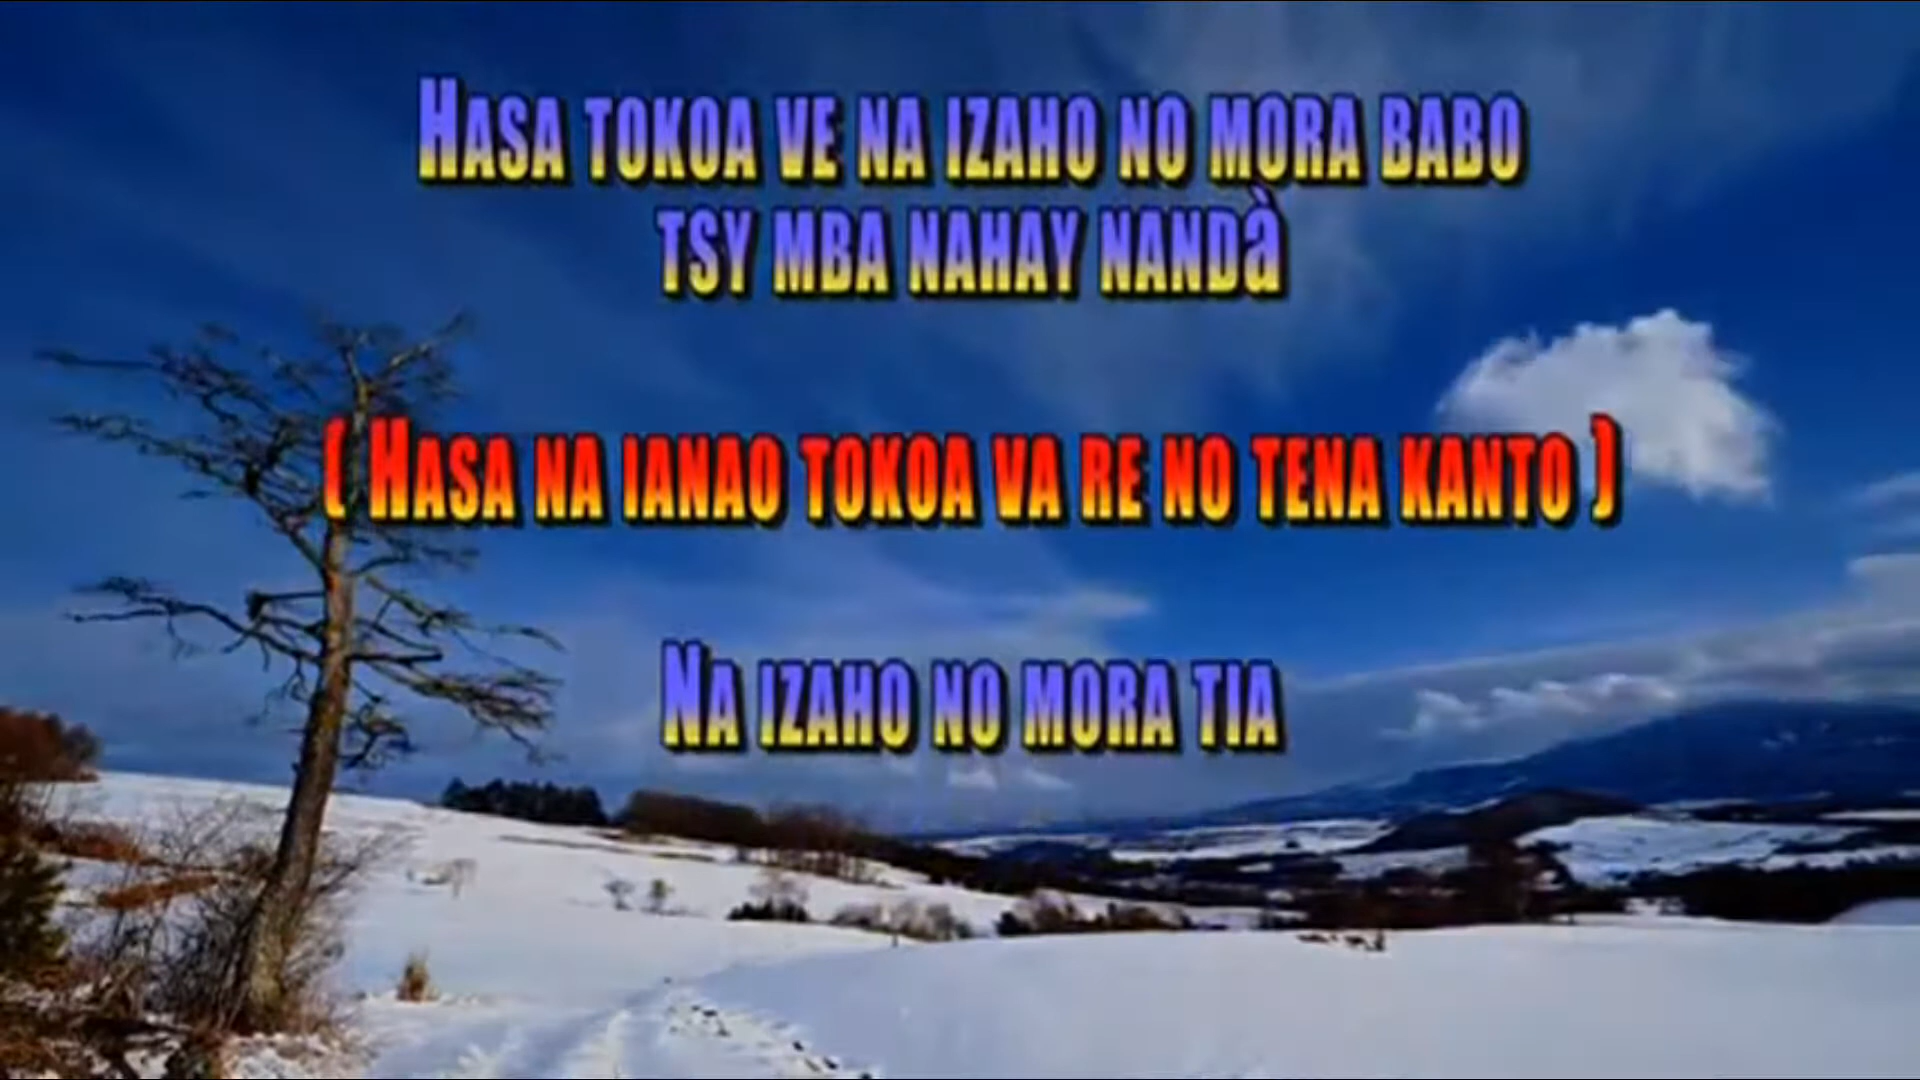 Hasa tokoa ve na izaho no mora babo
tsy mba nahay nandà
( Hasa na ianao tokoa va re no tena kanto )
Na izaho no mora tia